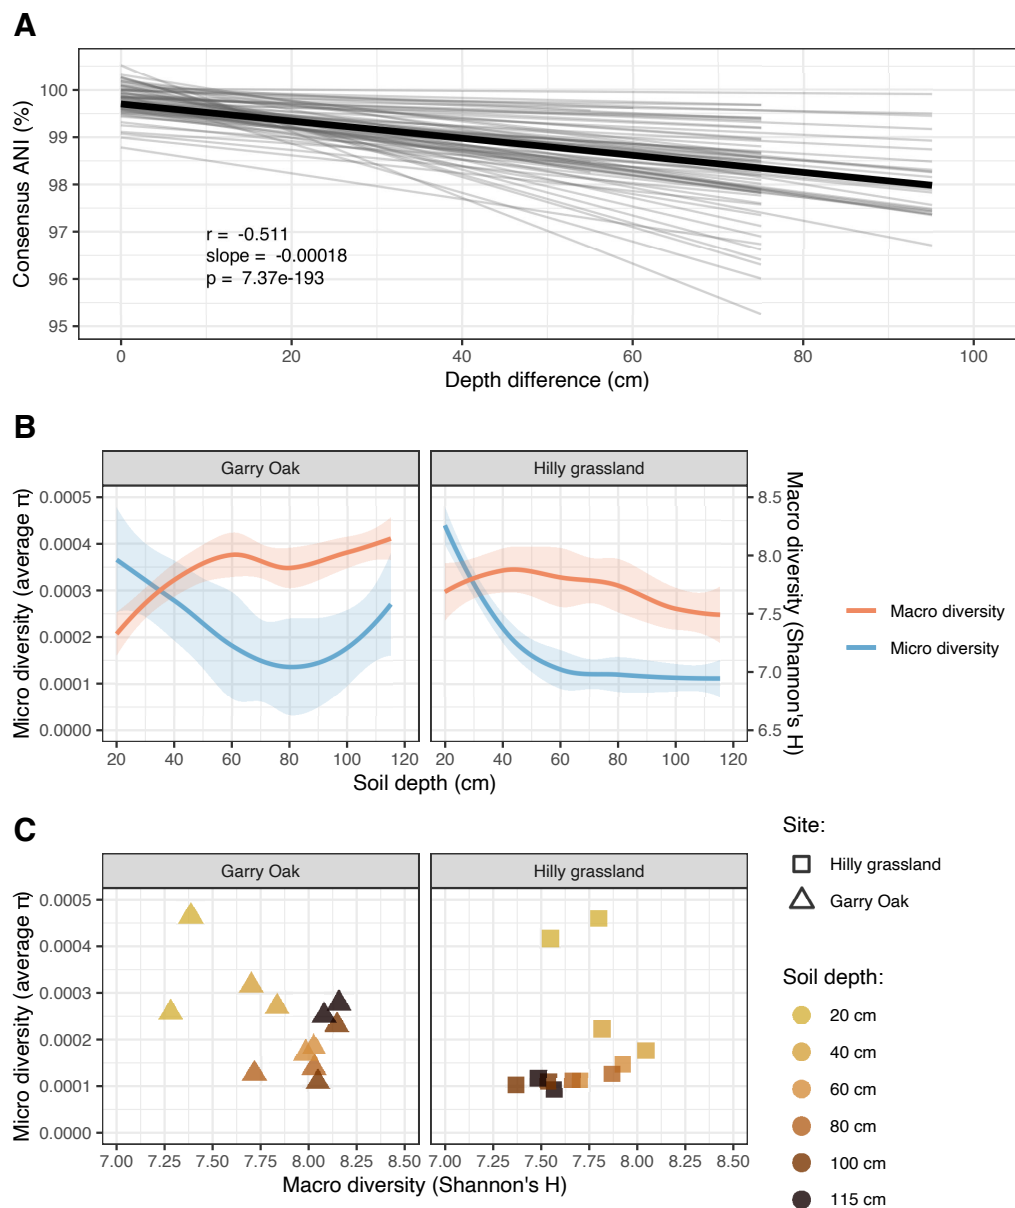 A
Consensus ANI (%)
100
99
98
97
96
95
r = -0.511
slope = -0.00018
p = 7.37e-193
0 20 40 60 80 100
Depth difference (cm)
B
Garry Oak Hilly grassland
Micro diversity (average π)
0.0005
0.0004
0.0003
0.0002
0.0001
0.0000
8.5
8.0
7.5
7.0
6.5
Macro diversity (Shannon's H)
20 40 60 80 100 120 20 40 60 80 100 120
Soil depth (cm)
Macro diversity
Micro diversity
C
Garry Oak Hilly grassland
Micro diversity (average π)
0.0005
0.0004
0.0003
0.0002
0.0001
0.0000
7.00 7.25 7.50 7.75 8.00 8.25 8.50 7.00 7.25 7.50 7.75 8.00 8.25 8.50
Macro diversity (Shannon's H)
Site:
Hilly grassland
Garry Oak
Soil depth:
20 cm
40 cm
60 cm
80 cm
100 cm
115 cm